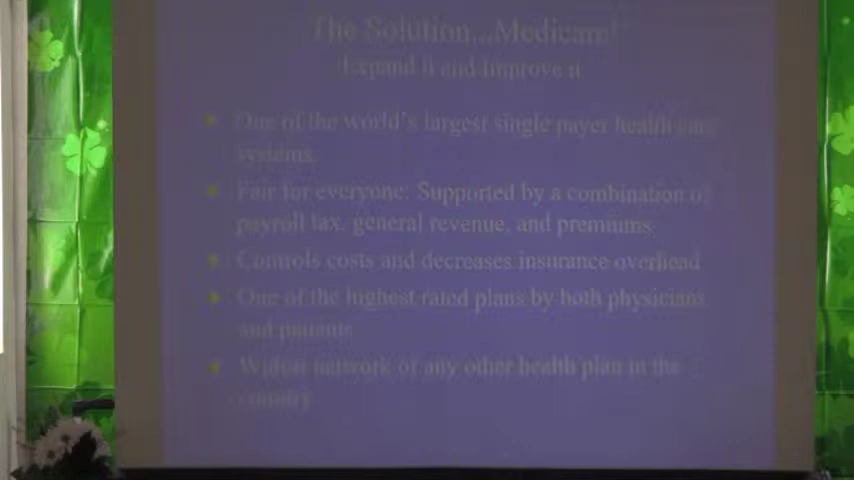 The Solution...Medicare!
Expand it and Improve it
One of the world's largest single payer health care
systems.
Fair for everyone: Supported by a combination of
payroll tax, general revenue, and premiums
Controls costs and decreases insurance overhead
One of the highest rated plans by both physicians
and patients
Widest network of any other health plan in the
country